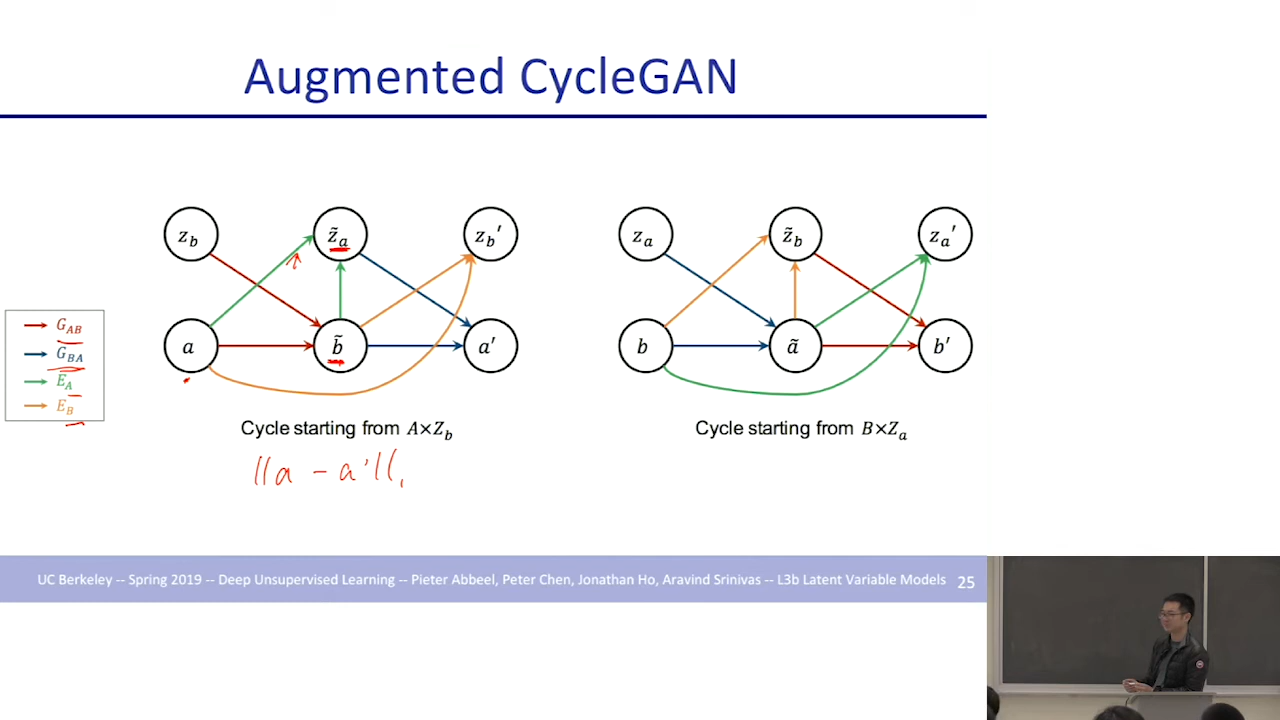 Augmented CycleGAN
z_b z̃_a z_b′
z_a z̃_b z_a′
G_AB
G_BA
E_A
E_B
a b̃ a′
b ã b′
Cycle starting from A×Z_b
Cycle starting from B×Z_a
||a - a'||₁
UC Berkeley -- Spring 2019 -- Deep Unsupervised Learning -- Pieter Abbeel, Peter Chen, Jonathan Ho, Aravind Srinivas -- L3b Latent Variable Models 25